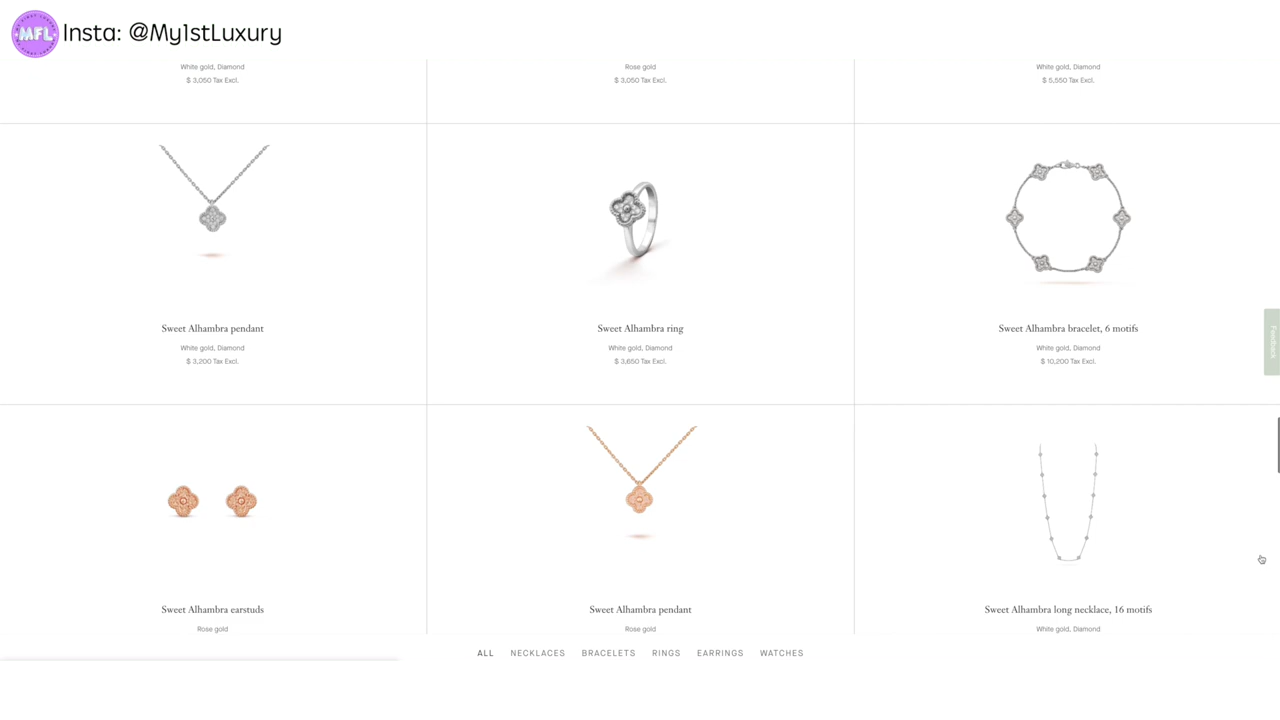 MFL
Insta: @My1stLuxury
White gold, Diamond
$ 3,050 Tax Excl.
Rose gold
$ 3,050 Tax Excl.
White gold, Diamond
$ 5,550 Tax Excl.
Sweet Alhambra pendant
White gold, Diamond
$ 3,200 Tax Excl.
Sweet Alhambra ring
White gold, Diamond
$ 3,650 Tax Excl.
Sweet Alhambra bracelet, 6 motifs
White gold, Diamond
$ 10,200 Tax Excl.
Feedback
Sweet Alhambra earstuds
Rose gold
Sweet Alhambra pendant
Rose gold
Sweet Alhambra long necklace, 16 motifs
White gold, Diamond
ALL NECKLACES BRACELETS RINGS EARRINGS WATCHES